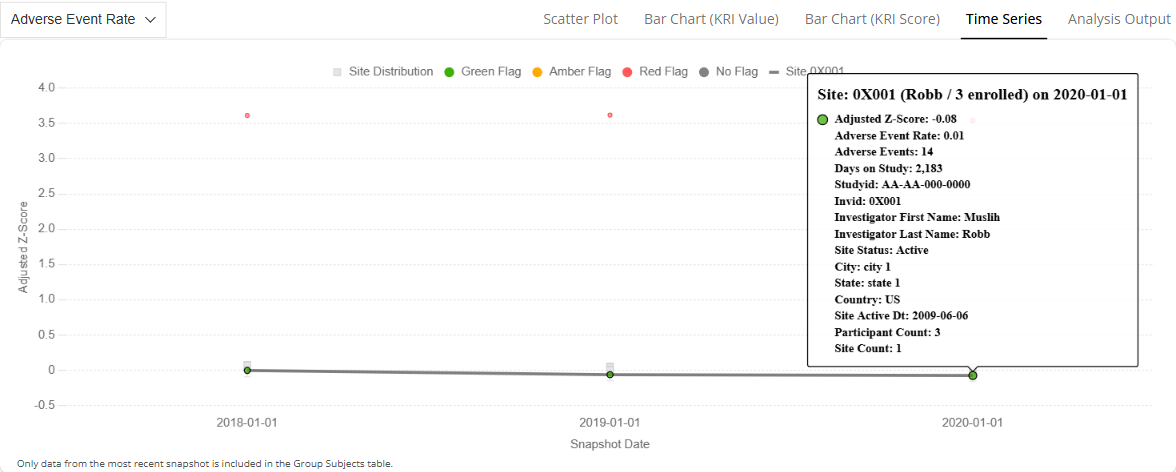 Adverse Event Rate
Scatter Plot
Bar Chart (KRI Value)
Bar Chart (KRI Score)
Time Series
Analysis Output
Site Distribution
Green Flag
Amber Flag
Red Flag
No Flag
Site 0X001
4.0
3.5
3.0
2.5
2.0
1.5
1.0
0.5
0
-0.5
Adjusted Z-Score
Site: 0X001 (Robb / 3 enrolled) on 2020-01-01
Adjusted Z-Score: -0.08
Adverse Event Rate: 0.01
Adverse Events: 14
Days on Study: 2,183
Studyid: AA-AA-000-0000
Invid: 0X001
Investigator First Name: Muslih
Investigator Last Name: Robb
Site Status: Active
City: city 1
State: state 1
Country: US
Site Active Dt: 2009-06-06
Participant Count: 3
Site Count: 1
2018-01-01
2019-01-01
2020-01-01
Snapshot Date
Only data from the most recent snapshot is included in the Group Subjects table.